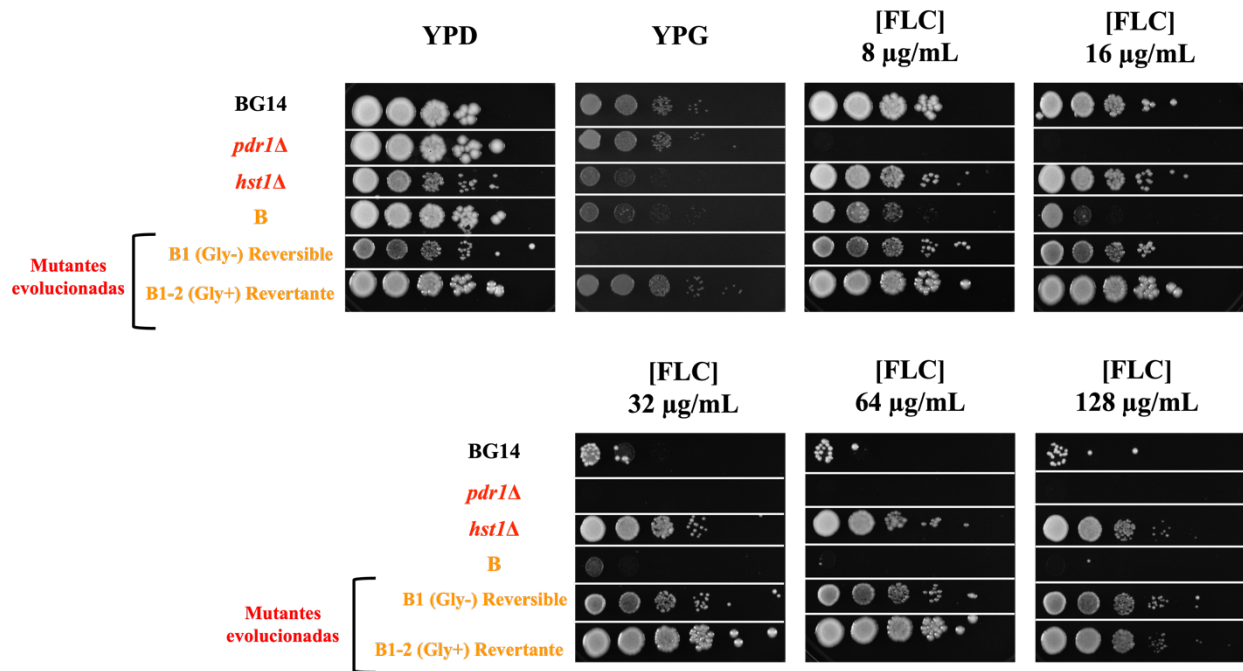 YPD
YPG
[FLC]
8 µg/mL
[FLC]
16 µg/mL
BG14
pdr1Δ
hst1Δ
B
Mutantes
evolucionadas
B1 (Gly-) Reversible
B1-2 (Gly+) Revertante
[FLC]
32 µg/mL
[FLC]
64 µg/mL
[FLC]
128 µg/mL
BG14
pdr1Δ
hst1Δ
B
Mutantes
evolucionadas
B1 (Gly-) Reversible
B1-2 (Gly+) Revertante